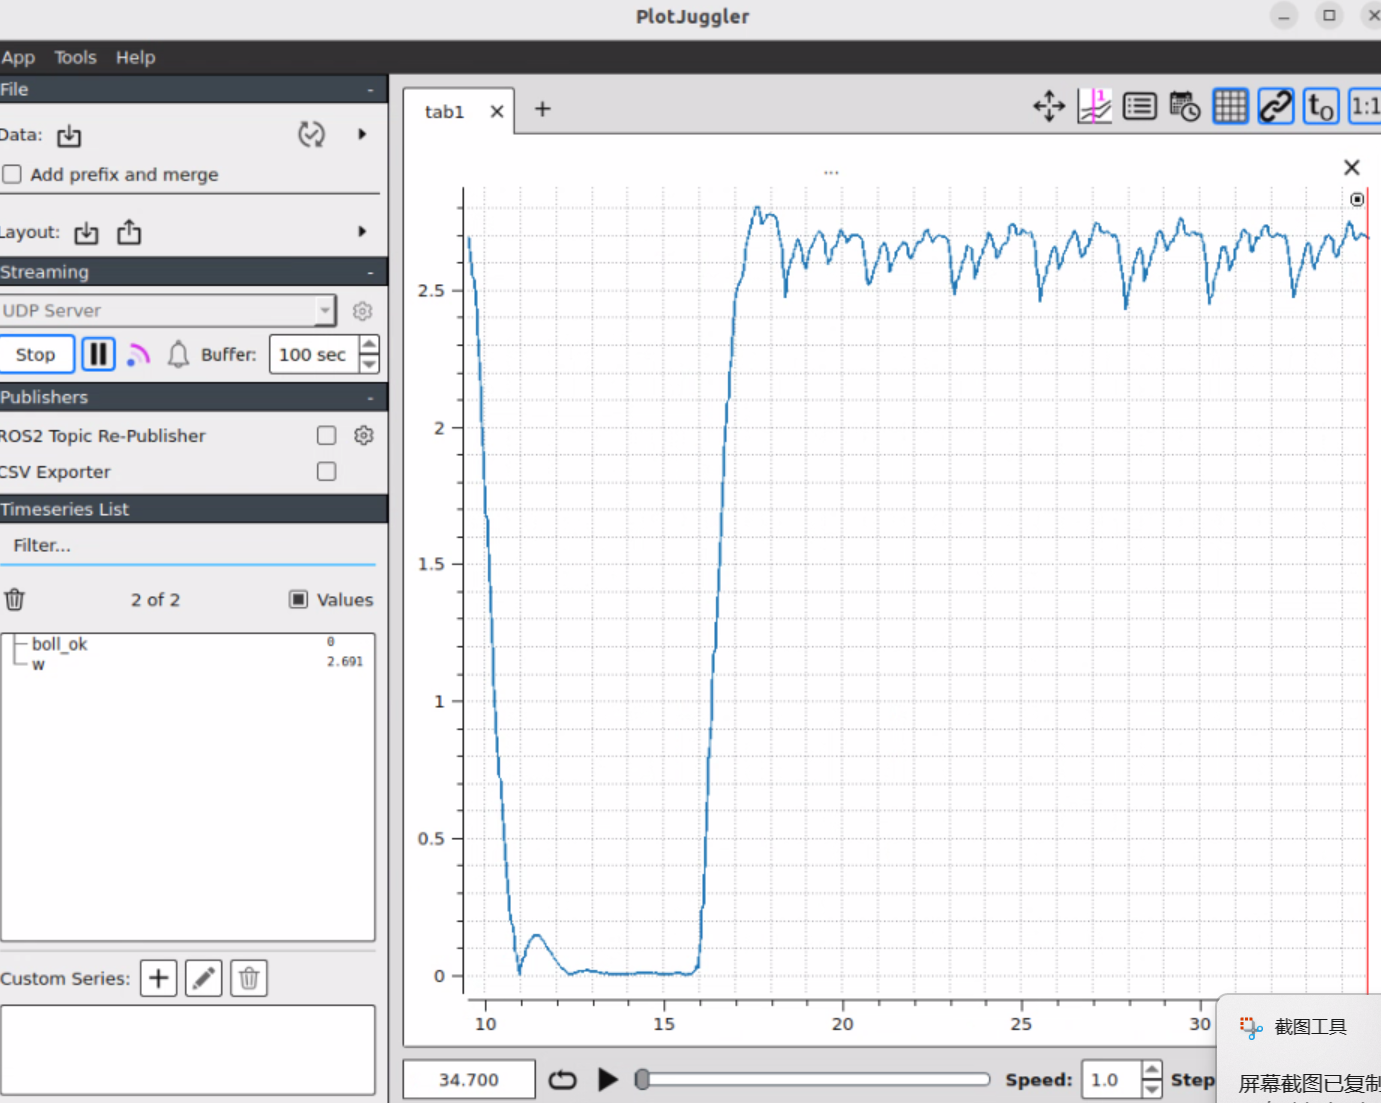 PlotJuggler
App Tools Help
File -
tab1
Data:
Add prefix and merge
Layout:
Streaming -
UDP Server
Stop Buffer: 100 sec
Publishers -
ROS2 Topic Re-Publisher
CSV Exporter
Timeseries List
Filter...
2 of 2 Values
boll_ok 0
w 2.691
Custom Series:
t0 1:1
...
2.5
2
1.5
1
0.5
0
10 15 20 25 30
34.700 Speed: 1.0 Step
截图工具
屏幕截图已复制